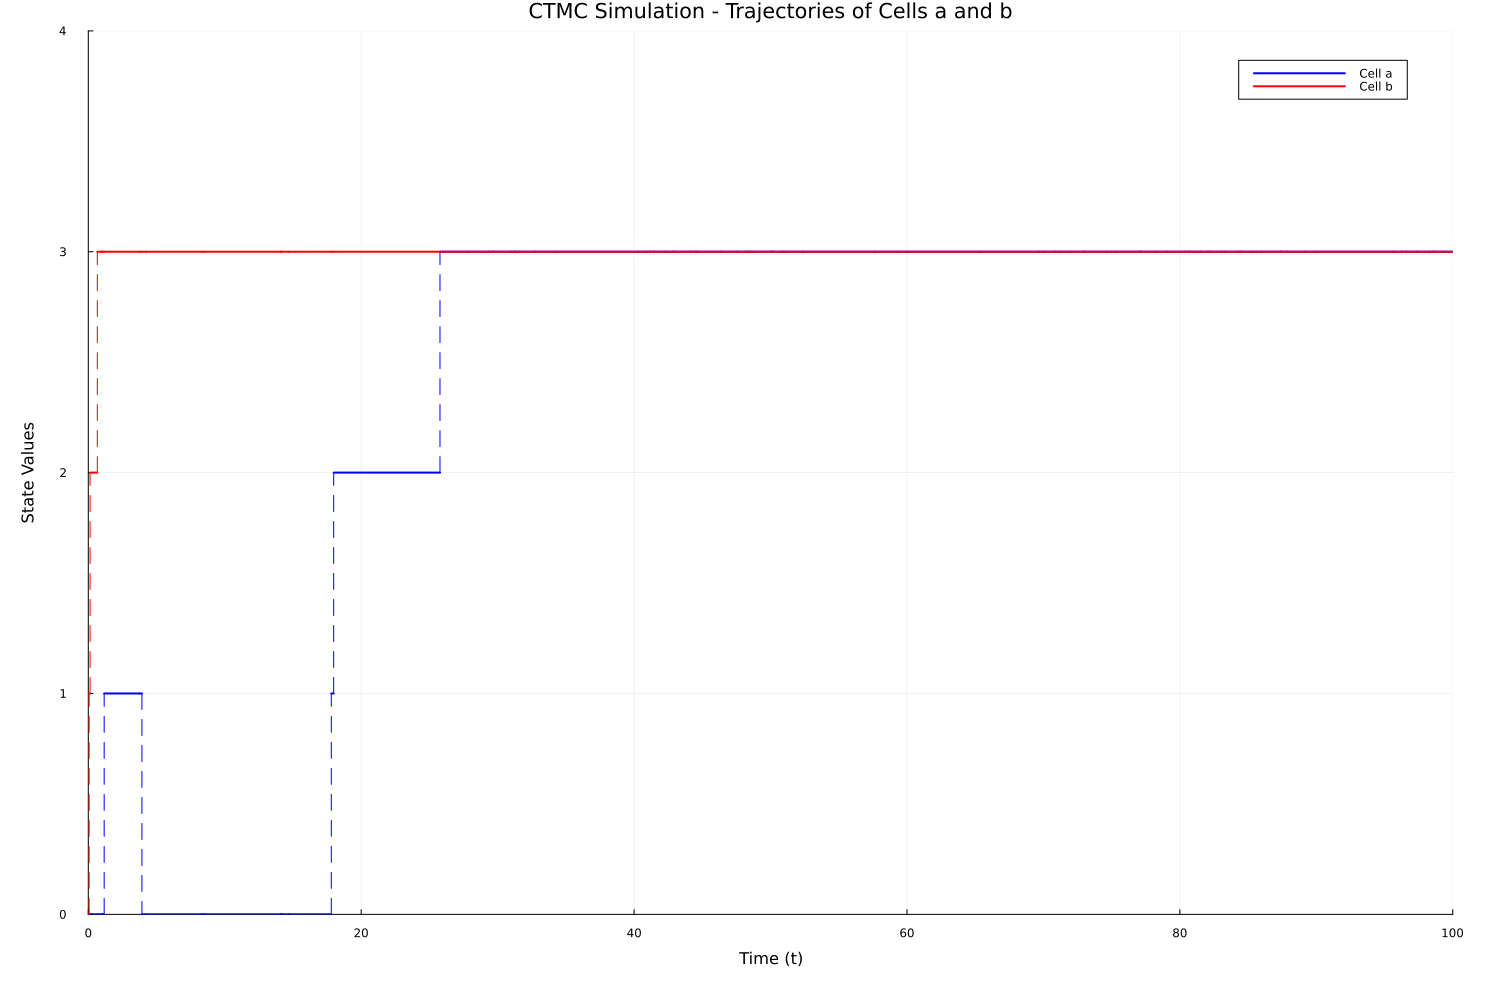 CTMC Simulation - Trajectories of Cells a and b
4
Cell a
Cell b
3
State Values
2
1
0
0 20 40 60 80 100
Time (t)